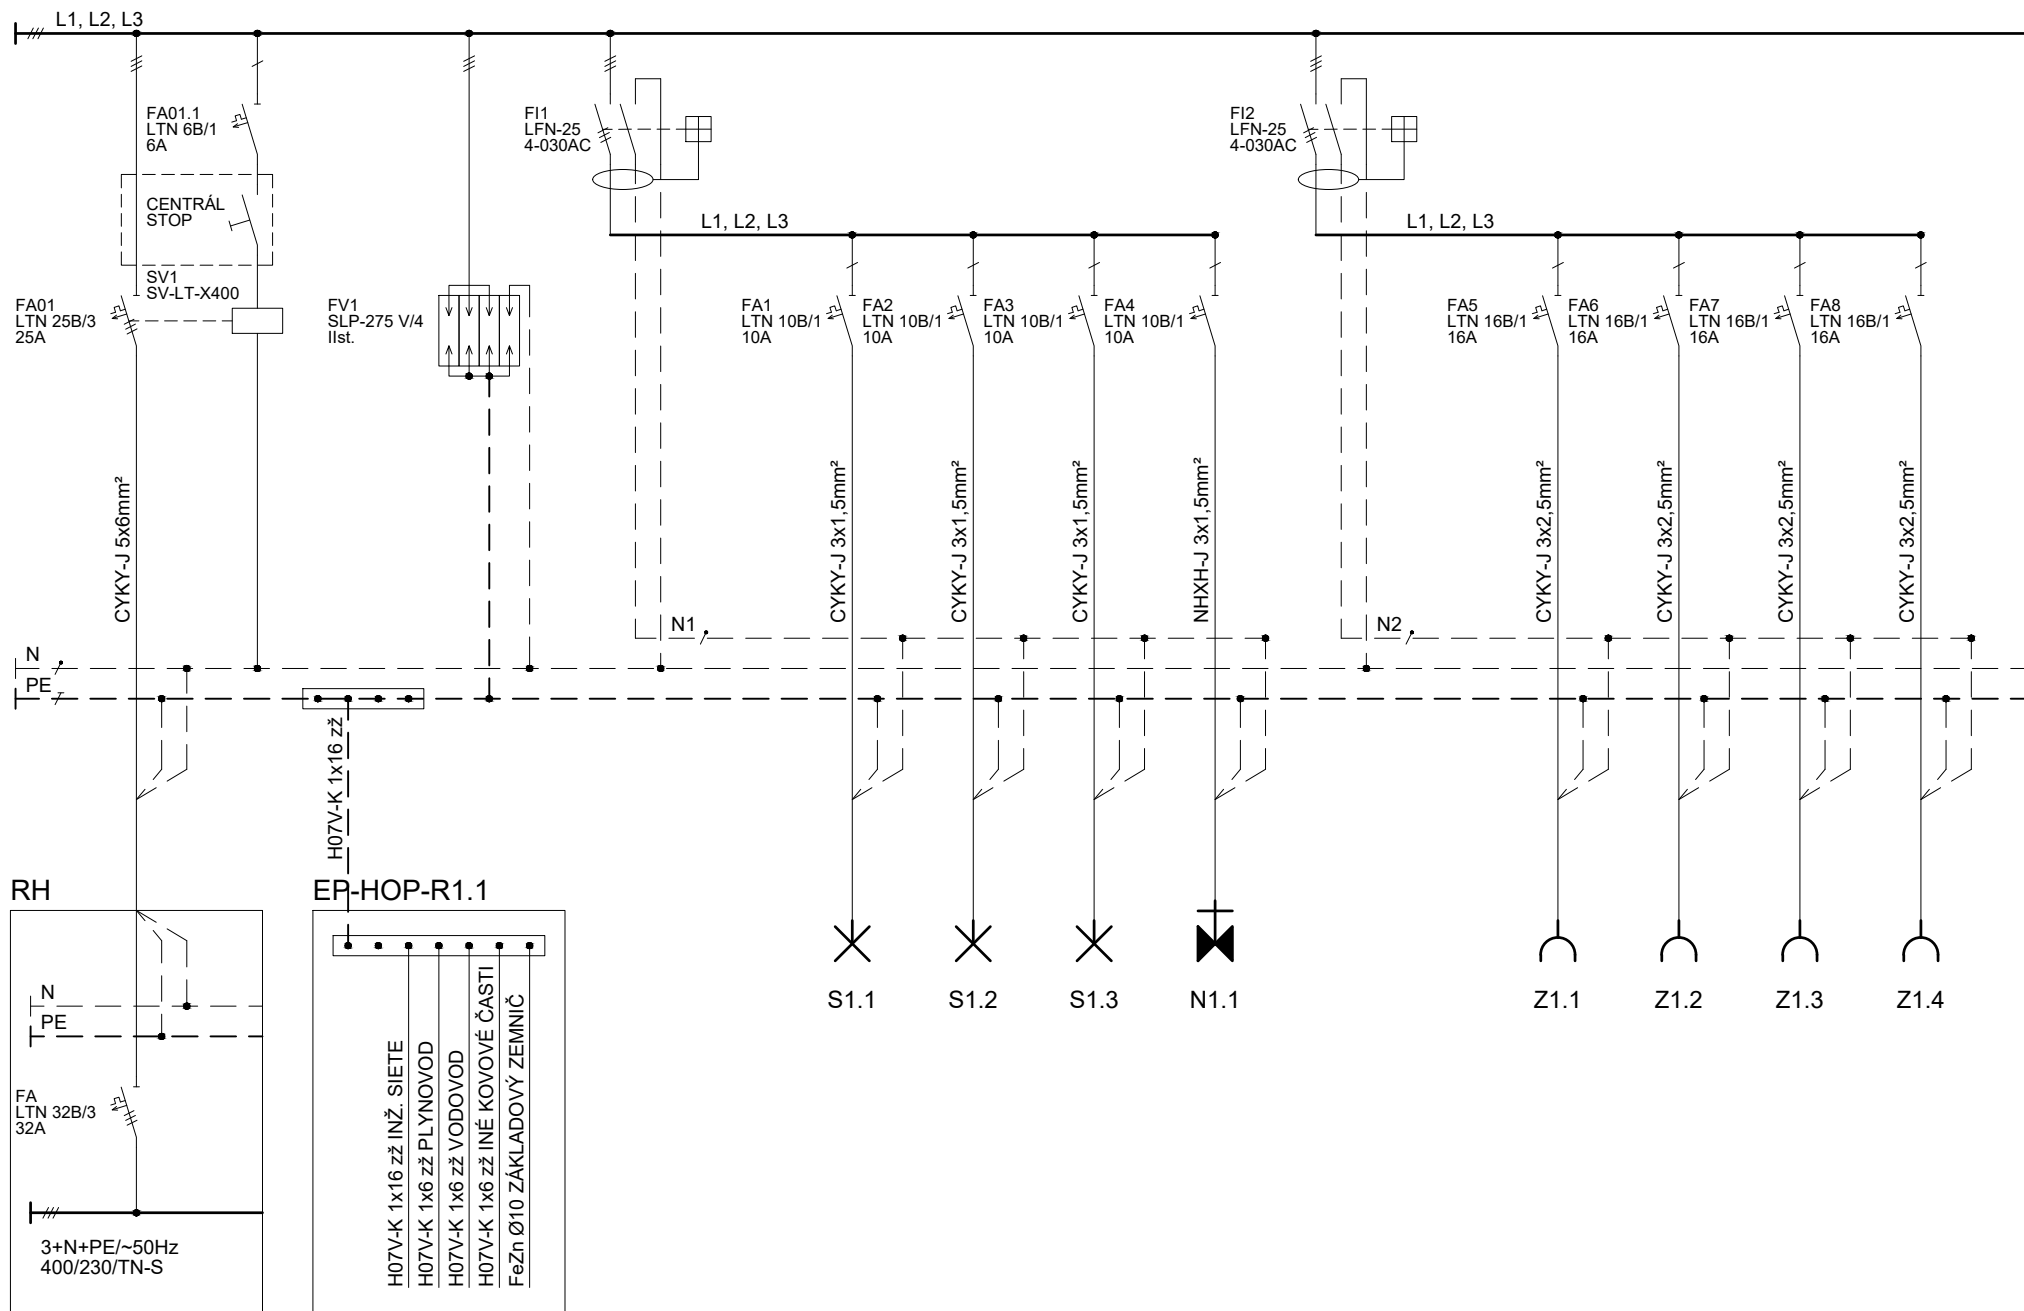 L1, L2, L3
FA01.1
LTN 6B/1
6A
CENTRÁL
STOP
SV1
SV-LT-X400
FA01
LTN 25B/3
25A
FV1
SLP-275 V/4
IIst.
FI1
LFN-25
4-030AC
L1, L2, L3
FA1
LTN 10B/1
10A
FA2
LTN 10B/1
10A
FA3
LTN 10B/1
10A
FA4
LTN 10B/1
10A
FI2
LFN-25
4-030AC
L1, L2, L3
FA5
LTN 16B/1
16A
FA6
LTN 16B/1
16A
FA7
LTN 16B/1
16A
FA8
LTN 16B/1
6A
CYKY-J 5x6mm²
CYKY-J 3x1,5mm²
CYKY-J 3x1,5mm²
CYKY-J 3x1,5mm²
NHXH-J 3x1,5mm²
CYKY-J 3x2,5mm²
CYKY-J 3x2,5mm²
CYKY-J 3x2,5mm²
CYKY-J 3x2,5mm²
N1
N2
N
PE
H07V-K 1x16 zž
RH
N
PE
FA
LTN 32B/3
32A
3+N+PE/~50Hz
400/230/TN-S
EP-HOP-R1.1
H07V-K 1x16 zž INŽ. SIETE
H07V-K 1x6 zž PLYNOVOD
H07V-K 1x6 zž VODOVOD
H07V-K 1x6 zž INÉ KOVOVÉ ČASTI
FeZn Ø10 ZÁKLADOVÝ ZEMNIČ
S1.1
S1.2
S1.3
N1.1
Z1.1
Z1.2
Z1.3
Z1.4